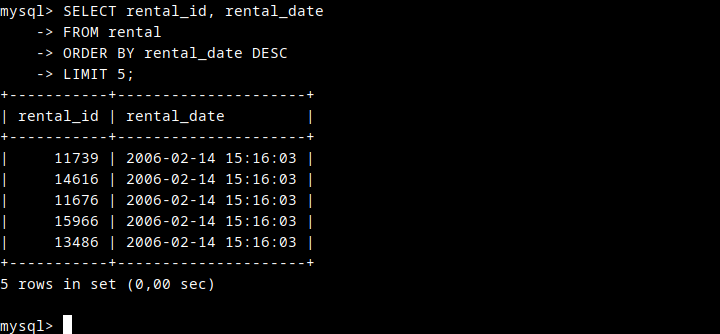 mysql> SELECT rental_id, rental_date
    -> FROM rental
    -> ORDER BY rental_date DESC
    -> LIMIT 5;
+-----------+---------------------+
| rental_id | rental_date         |
+-----------+---------------------+
|     11739 | 2006-02-14 15:16:03 |
|     14616 | 2006-02-14 15:16:03 |
|     11676 | 2006-02-14 15:16:03 |
|     15966 | 2006-02-14 15:16:03 |
|     13486 | 2006-02-14 15:16:03 |
+-----------+---------------------+
5 rows in set (0,00 sec)

mysql>